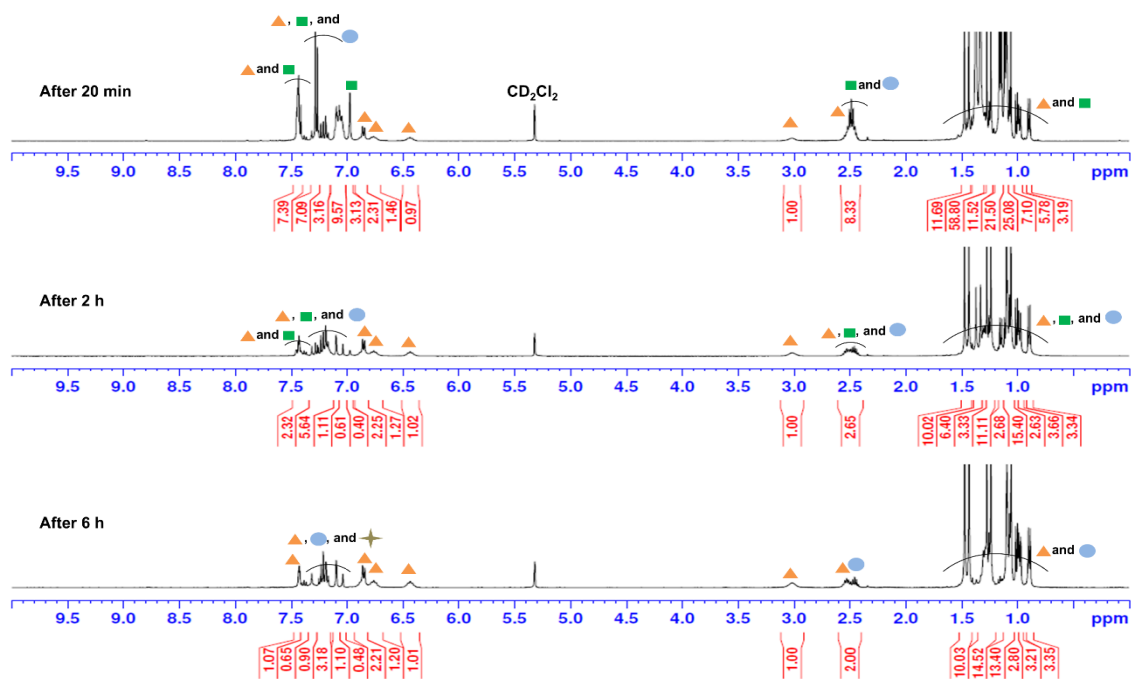 , , and
and
After 20 min
CD2Cl2
and
and
9.5 9.0 8.5 8.0 7.5 7.0 6.5 6.0 5.5 5.0 4.5 4.0 3.5 3.0 2.5 2.0 1.5 1.0 ppm
7.39 7.09 3.16 9.57 3.13 2.31 1.46 0.97 1.00 8.33 11.69 58.80 11.52 21.50 25.08 7.10 5.78 3.19
After 2 h
, , and
and
, , and
, , and
9.5 9.0 8.5 8.0 7.5 7.0 6.5 6.0 5.5 5.0 4.5 4.0 3.5 3.0 2.5 2.0 1.5 1.0 ppm
2.32 5.64 1.11 0.61 0.40 2.25 1.27 1.02 1.00 2.65 10.02 6.40 3.33 11.11 2.68 15.40 2.63 3.66 3.34
After 6 h
, , and
and
9.5 9.0 8.5 8.0 7.5 7.0 6.5 6.0 5.5 5.0 4.5 4.0 3.5 3.0 2.5 2.0 1.5 1.0 ppm
1.07 0.65 0.90 3.18 1.10 0.48 2.21 1.20 1.01 1.00 2.00 10.03 14.52 13.40 2.80 3.21 3.35